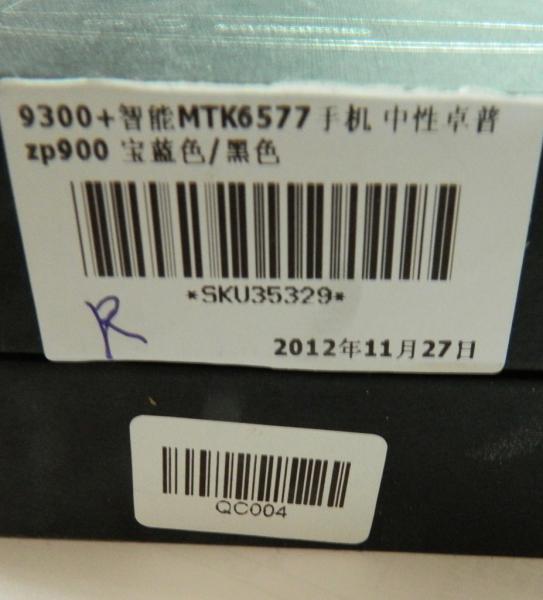 9300+智能MTK6577手机 中性卓普
zp900 宝蓝色/黑色
*SKU35329*
R
2012年11月27日
QC004